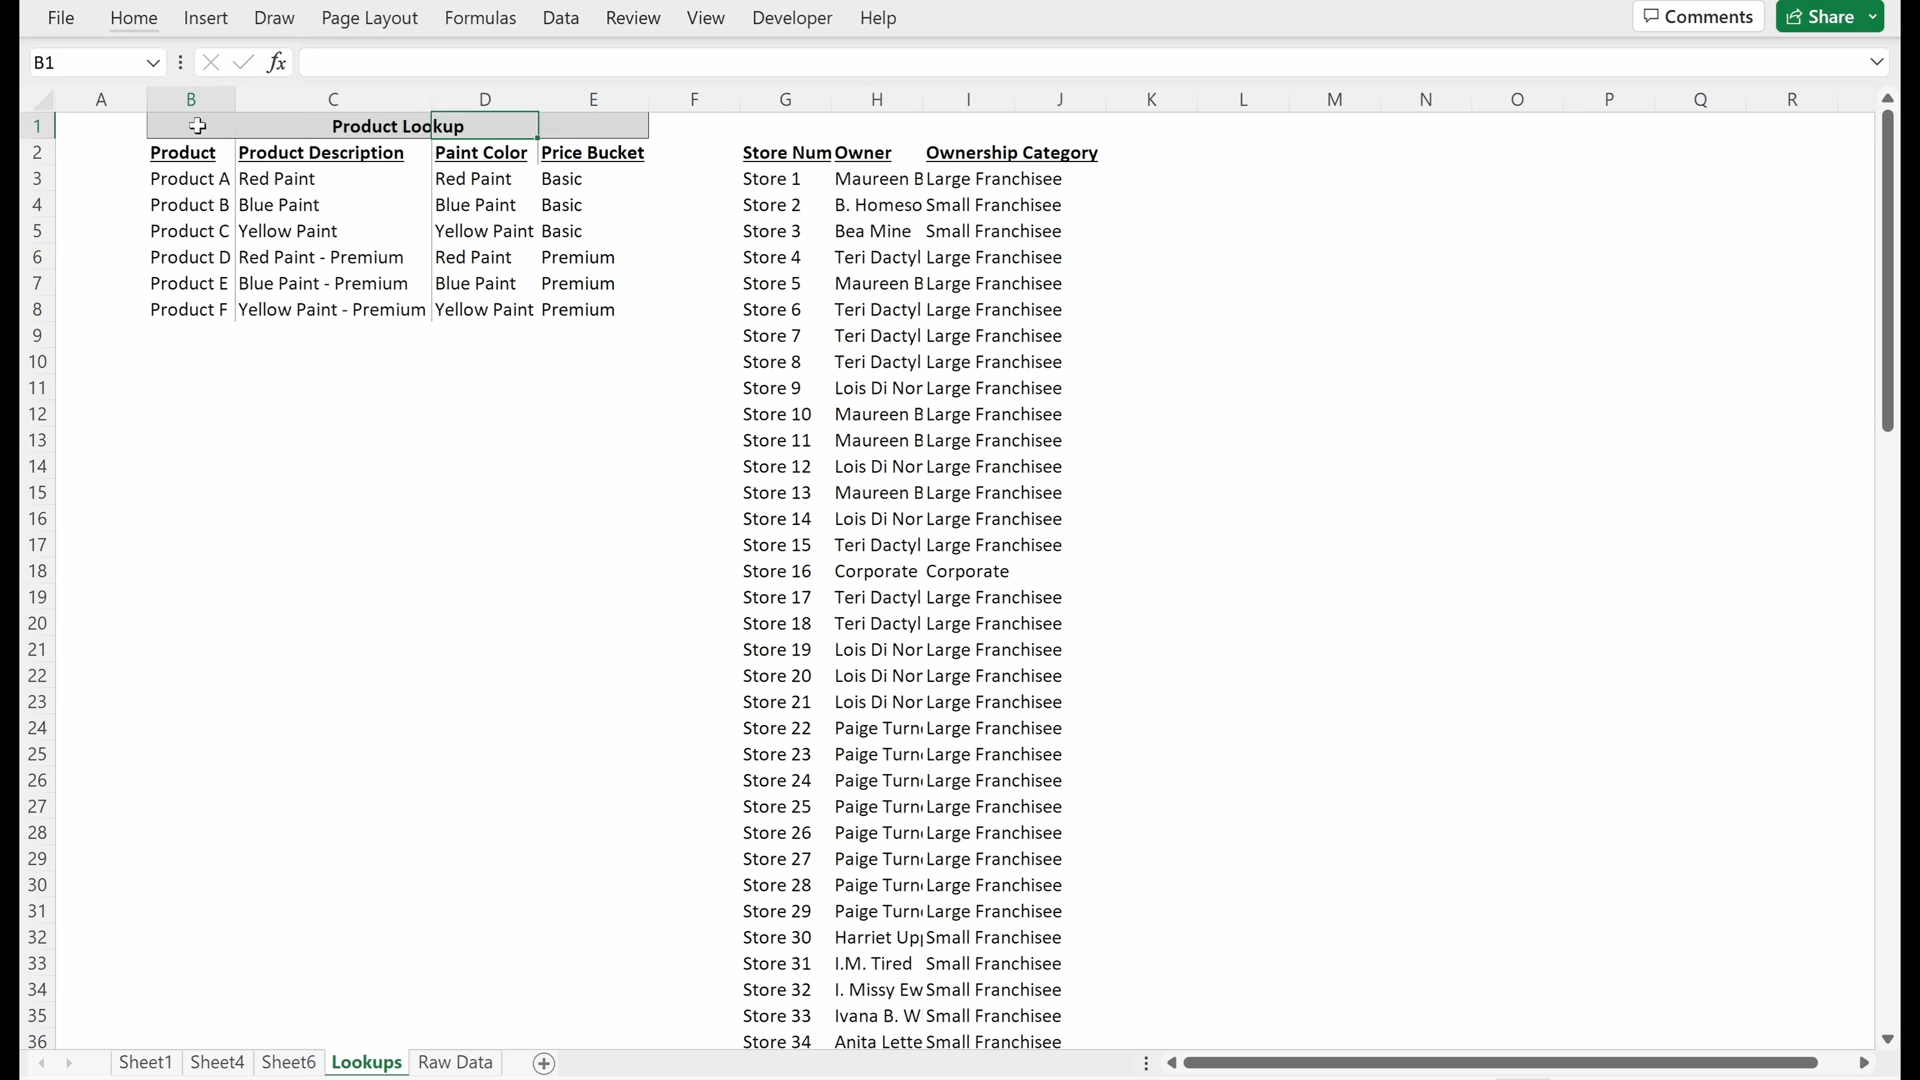 File Home Insert Draw Page Layout Formulas Data Review View Developer Help Comments Share
B1 fx
A B C D E F G H I J K L M N O P Q R
1 Product Lookup
2 Product Product Description Paint Color Price Bucket Store Num Owner Ownership Category
3 Product A Red Paint Red Paint Basic Store 1 Maureen B Large Franchisee
4 Product B Blue Paint Blue Paint Basic Store 2 B. Homeso Small Franchisee
5 Product C Yellow Paint Yellow Paint Basic Store 3 Bea Mine Small Franchisee
6 Product D Red Paint - Premium Red Paint Premium Store 4 Teri Dactyl Large Franchisee
7 Product E Blue Paint - Premium Blue Paint Premium Store 5 Maureen B Large Franchisee
8 Product F Yellow Paint - Premium Yellow Paint Premium Store 6 Teri Dactyl Large Franchisee
9 Store 7 Teri Dactyl Large Franchisee
10 Store 8 Teri Dactyl Large Franchisee
11 Store 9 Lois Di Nor Large Franchisee
12 Store 10 Maureen B Large Franchisee
13 Store 11 Maureen B Large Franchisee
14 Store 12 Lois Di Nor Large Franchisee
15 Store 13 Maureen B Large Franchisee
16 Store 14 Lois Di Nor Large Franchisee
17 Store 15 Teri Dactyl Large Franchisee
18 Store 16 Corporate Corporate
19 Store 17 Teri Dactyl Large Franchisee
20 Store 18 Teri Dactyl Large Franchisee
21 Store 19 Lois Di Nor Large Franchisee
22 Store 20 Lois Di Nor Large Franchisee
23 Store 21 Lois Di Nor Large Franchisee
24 Store 22 Paige Turn Large Franchisee
25 Store 23 Paige Turn Large Franchisee
26 Store 24 Paige Turn Large Franchisee
27 Store 25 Paige Turn Large Franchisee
28 Store 26 Paige Turn Large Franchisee
29 Store 27 Paige Turn Large Franchisee
30 Store 28 Paige Turn Large Franchisee
31 Store 29 Paige Turn Large Franchisee
32 Store 30 Harriet Up Small Franchisee
33 Store 31 I.M. Tired Small Franchisee
34 Store 32 I. Missy Ew Small Franchisee
35 Store 33 Ivana B. W Small Franchisee
36 Store 34 Anita Lette Small Franchisee
Sheet1 Sheet4 Sheet6 Lookups Raw Data